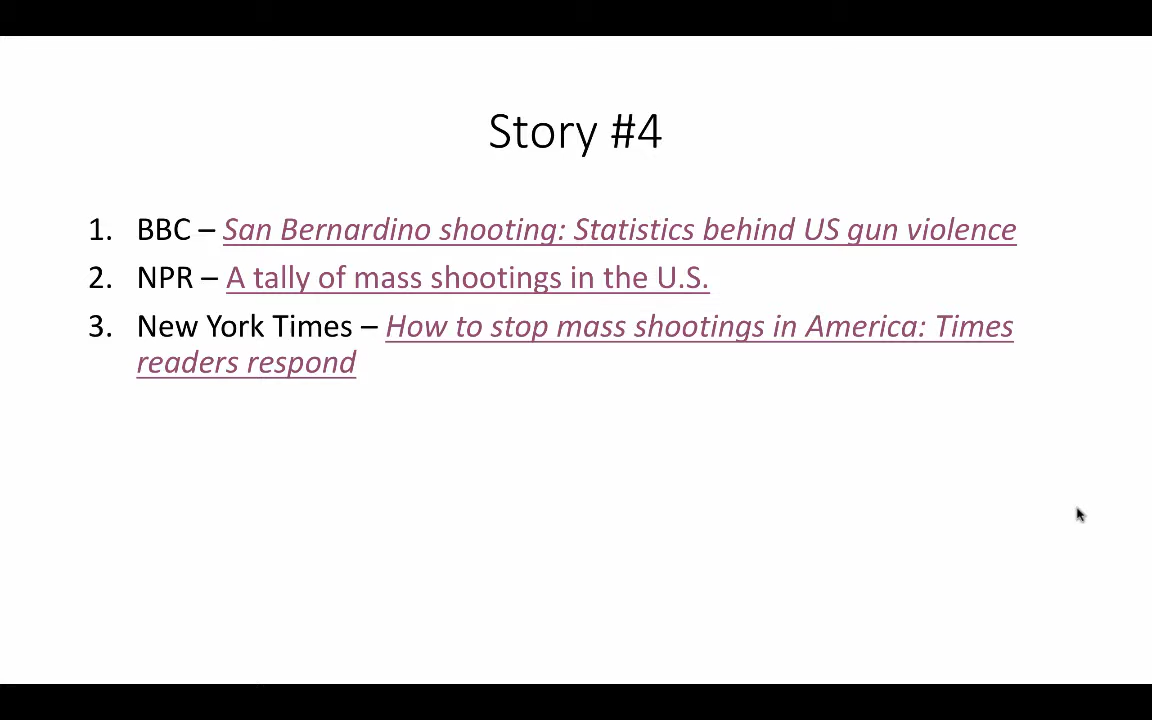 Story #4
1. BBC – San Bernardino shooting: Statistics behind US gun violence
2. NPR – A tally of mass shootings in the U.S.
3. New York Times – How to stop mass shootings in America: Times
readers respond